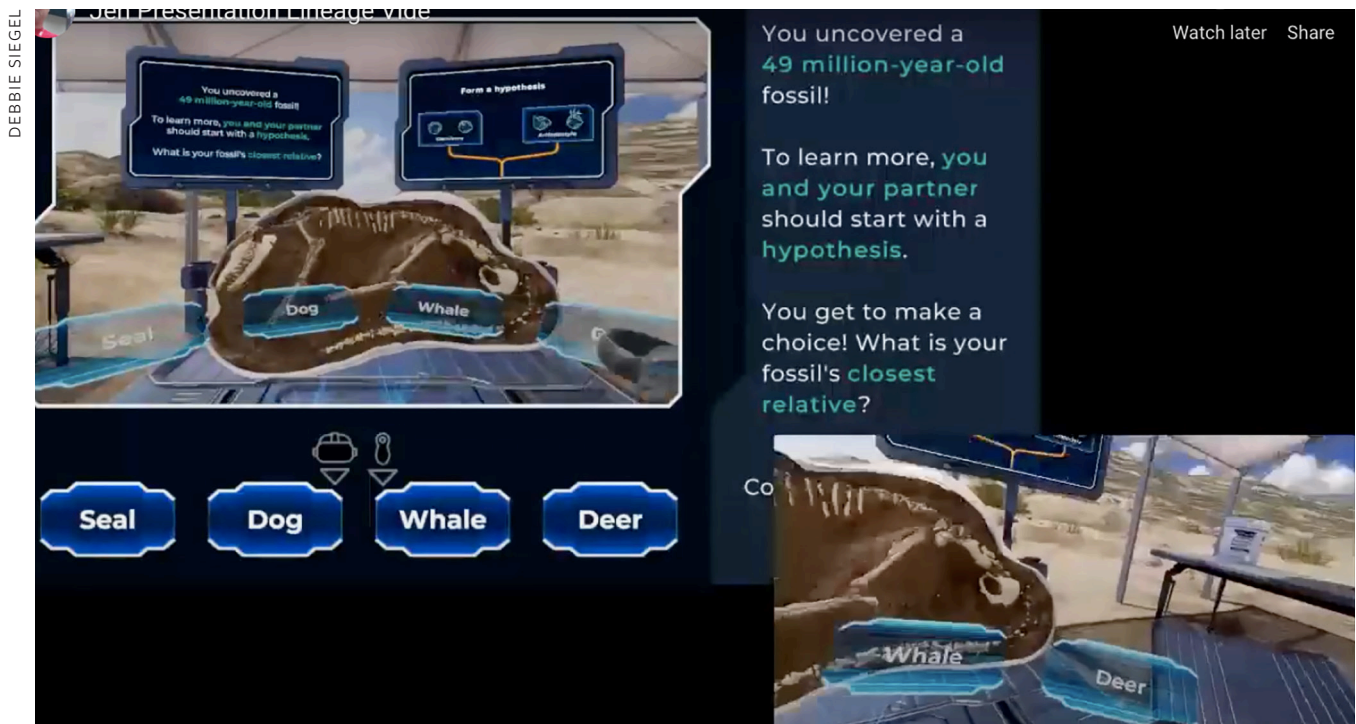 DEBBIE SIEGEL
Jen Presentation Lineage Vide
Watch later
Share
You uncovered a
49 million-year-old fossil!
To learn more, you and your partner
should start with a hypothesis.
What is your fossil's closest relative?
Form a hypothesis
Seal
Dog
Whale
Seal
Dog
Whale
Deer
You uncovered a
49 million-year-old
fossil!
To learn more, you
and your partner
should start with a
hypothesis.
You get to make a
choice! What is your
fossil's closest
relative?
Co
Whale
Deer